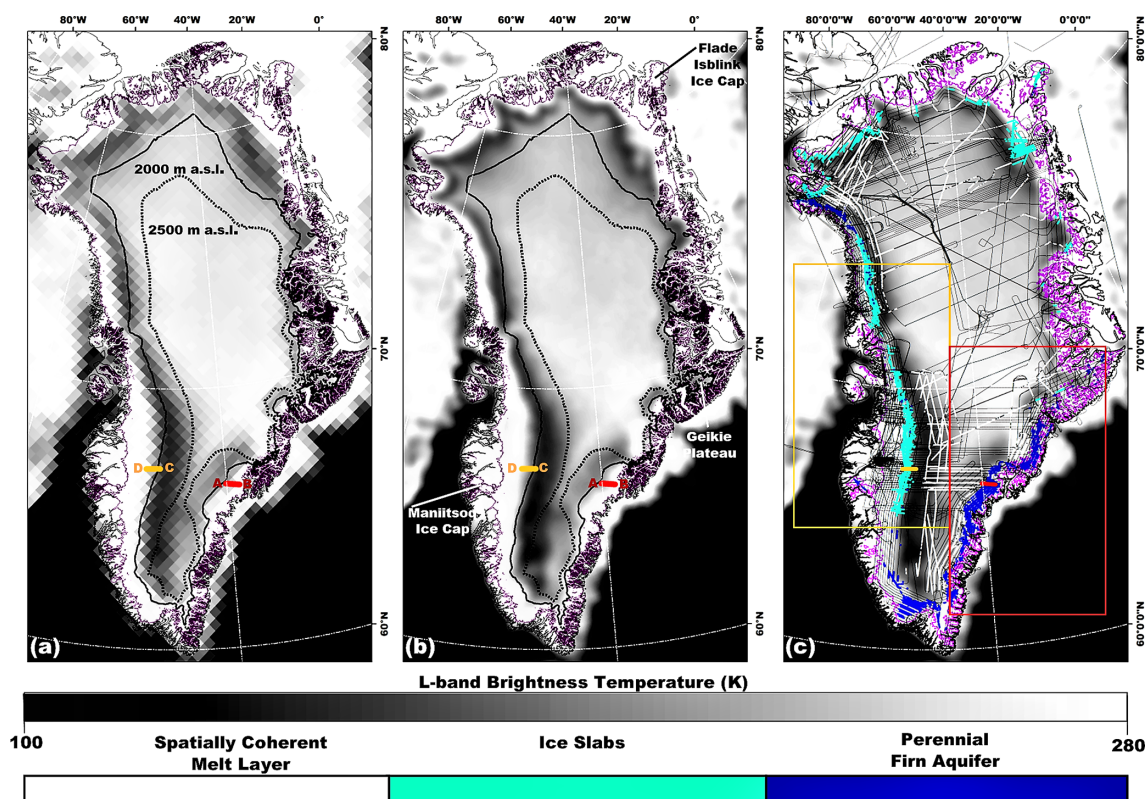 80°W 60°W 40°W 20°W 0°
80°W 60°W 40°W 20°W 0°
80°0'0"W 60°0'0"W 40°0'0"W 20°0'0"W 0°0'0"
80°N
80°N
80°0'0"N
Flade
Isblink
Ice Cap
2000 m a.s.l.
2500 m a.s.l.
70°N
70°N
70°0'0"N
Geikie
Plateau
D C
A B
D C
A B
Maniitsoq
Ice Cap
60°N
60°N
60°0'0"N
(a)
(b)
(c)
L-band Brightness Temperature (K)
100
280
Spatially Coherent
Melt Layer
Ice Slabs
Perennial
Firn Aquifer